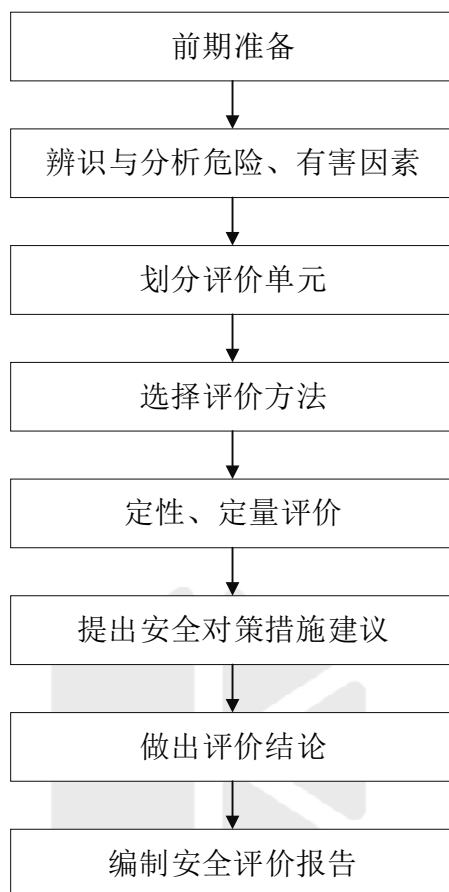 前期准备
辨识与分析危险、有害因素
划分评价单元
选择评价方法
定性、定量评价
提出安全对策措施建议
做出评价结论
编制安全评价报告